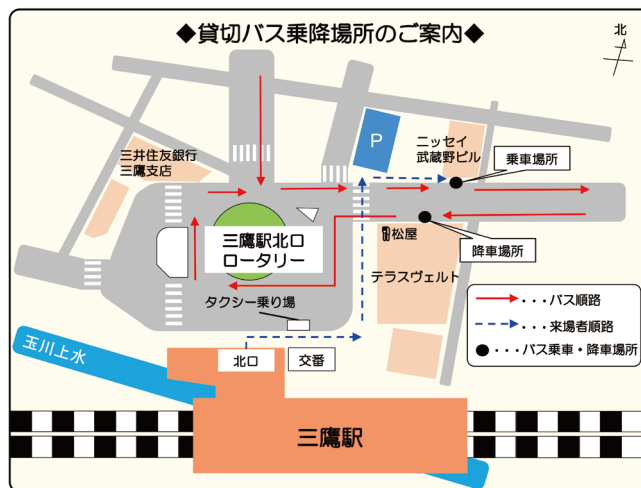 ◆貸切バス乗降場所のご案内◆
北
P
ニッセイ
武蔵野ビル
乗車場所
三井住友銀行
三鷹支店
三鷹駅北口
ロータリー
松屋
降車場所
テラスヴェルト
タクシー乗り場
・・・バス順路
・・・来場者順路
・・・バス乗車・降車場所
玉川上水
北口
交番
三鷹駅